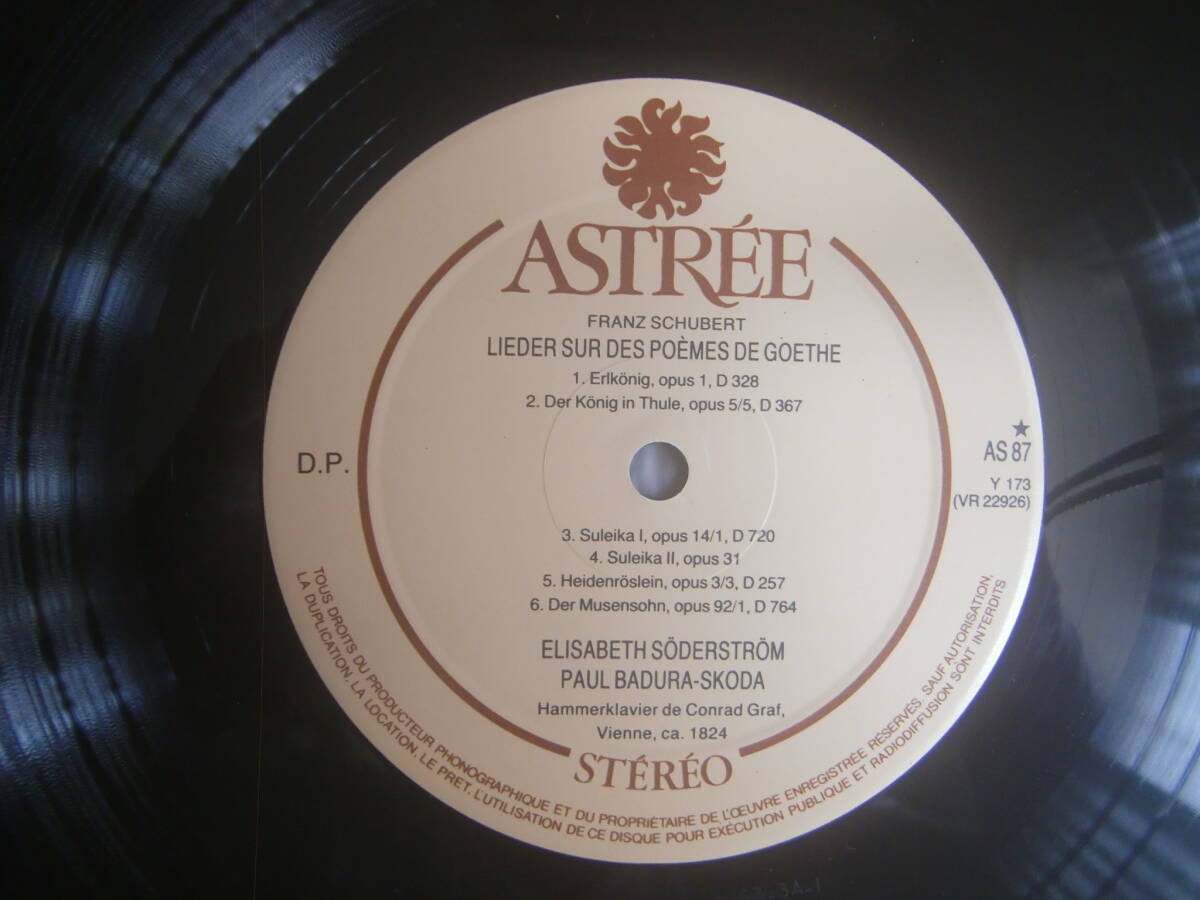 ASTRÉE
FRANZ SCHUBERT
LIEDER SUR DES POÈMES DE GOETHE
1. Erlkönig, opus 1, D 328
2. Der König in Thule, opus 5/5, D 367
D.P.
★
AS 87
Y 173
(VR 22926)
3. Suleika I, opus 14/1, D 720
4. Suleika II, opus 31
5. Heidenröslein, opus 3/3, D 257
6. Der Musensohn, opus 92/1, D 764
ELISABETH SÖDERSTRÖM
PAUL BADURA-SKODA
Hammerklavier de Conrad Graf,
Vienne, ca. 1824
STÉRÉO
TOUS DROITS DU PRODUCTEUR PHONOGRAPHIQUE ET DU PROPRIÉTAIRE DE L'ŒUVRE ENREGISTRÉE RÉSERVÉS. SAUF AUTORISATION,
LA DUPLICATION, LA LOCATION, LE PRET, L'UTILISATION DE CE DISQUE POUR EXÉCUTION PUBLIQUE ET RADIODIFFUSION SONT INTERDITS